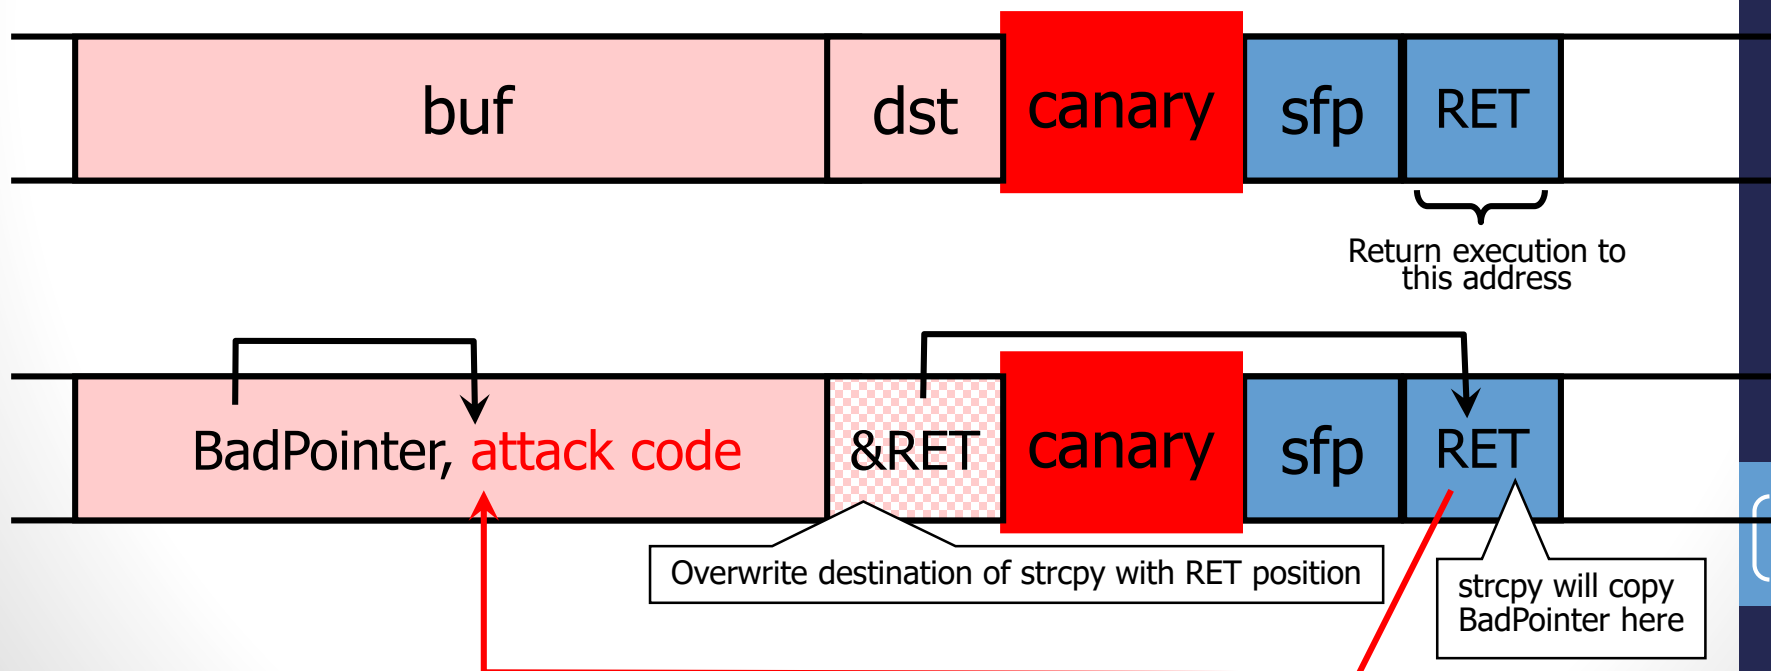 buf dst canary sfp RET
Return execution to
this address
BadPointer, attack code &RET canary sfp RET
Overwrite destination of strcpy with RET position
strcpy will copy
BadPointer here